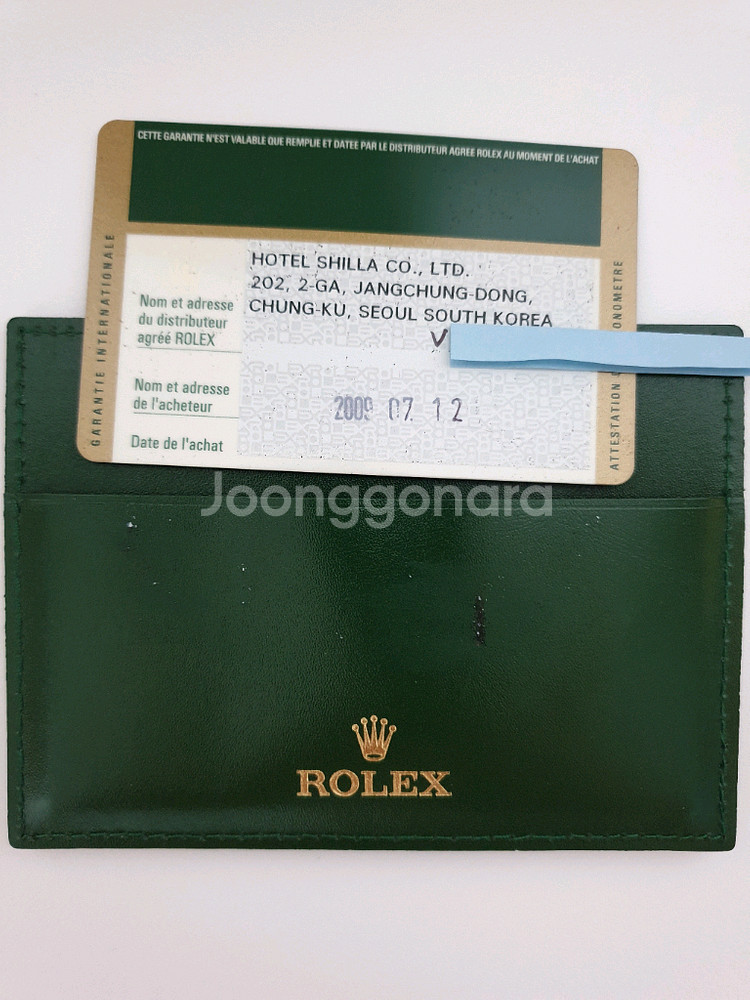 CETTE GARANTIE N'EST VALABLE QUE REMPLIE ET DATEE PAR LE DISTRIBUTEUR AGREE ROLEX AU MOMENT DE L'ACHAT
GARANTIE INTERNATIONALE
HOTEL SHILLA CO., LTD.
202, 2-GA, JANGCHUNG-DONG,
CHUNG-KU, SEOUL SOUTH KOREA
Nom et adresse
du distributeur
agréé ROLEX
V
Nom et adresse
de l'acheteur
2009 07 12
Date de l'achat
ATTESTATION
ONOMETRE
Joonggonara
ROLEX